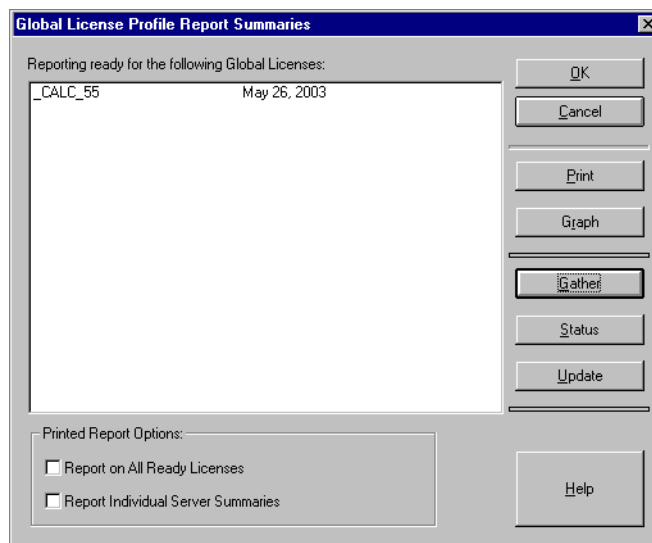 Global License Profile Report Summaries
Reporting ready for the following Global Licenses:
_CALC_55 May 26, 2003
OK
Cancel
Print
Graph
Gather
Status
Update
Printed Report Options:
Report on All Ready Licenses
Report Individual Server Summaries
Help